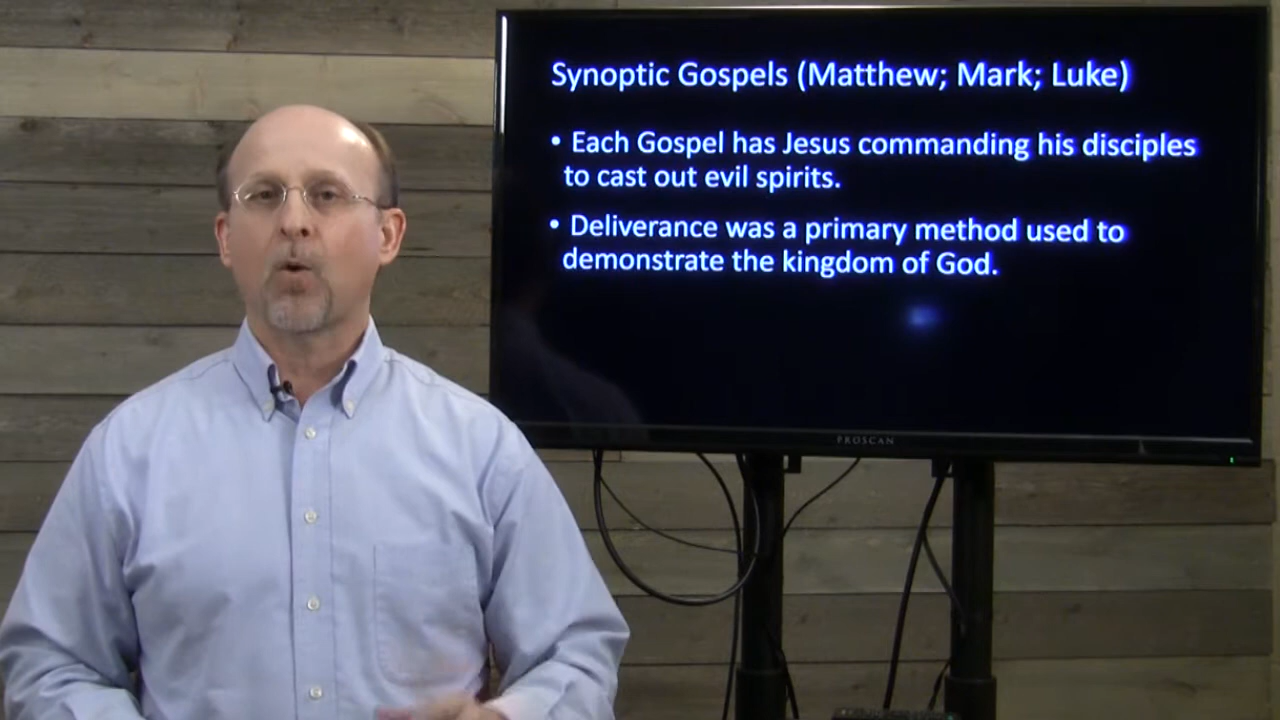 Synoptic Gospels (Matthew; Mark; Luke)
• Each Gospel has Jesus commanding his disciples
to cast out evil spirits.
• Deliverance was a primary method used to
demonstrate the kingdom of God.
PROSCAN